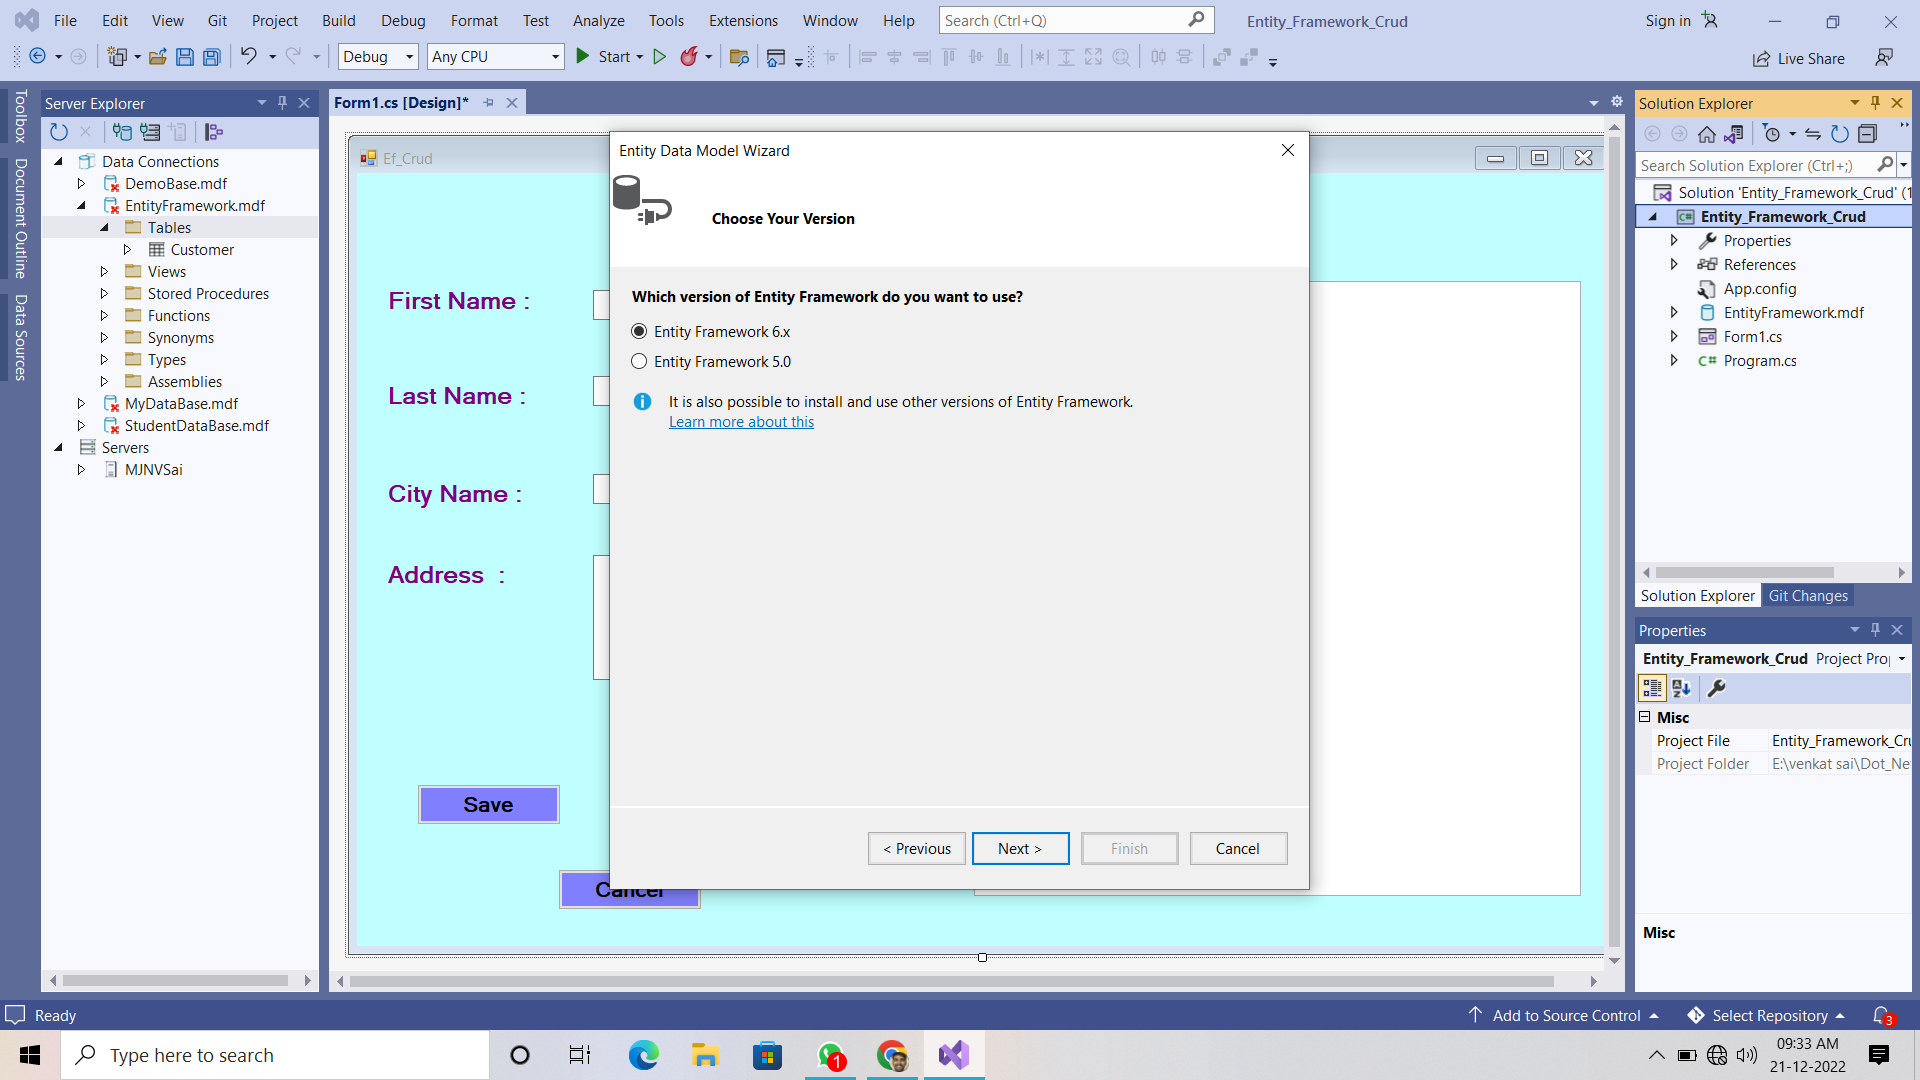 File Edit View Git Project Build Debug Format Test Analyze Tools Extensions Window Help Search (Ctrl+Q) Entity_Framework_Crud Sign in
Debug Any CPU Start Live Share
Toolbox
Document Outline
Data Sources
Server Explorer
Data Connections
DemoBase.mdf
EntityFramework.mdf
Tables
Customer
Views
Stored Procedures
Functions
Synonyms
Types
Assemblies
MyDataBase.mdf
StudentDataBase.mdf
Servers
MJNVSai
Form1.cs [Design]*
Ef_Crud
First Name :
Last Name :
City Name :
Address :
Save
Cancel
Entity Data Model Wizard
Choose Your Version
Which version of Entity Framework do you want to use?
Entity Framework 6.x
Entity Framework 5.0
It is also possible to install and use other versions of Entity Framework.
Learn more about this
< Previous Next > Finish Cancel
Solution Explorer
Search Solution Explorer (Ctrl+;)
Solution 'Entity_Framework_Crud' (1
C# Entity_Framework_Crud
Properties
References
App.config
EntityFramework.mdf
Form1.cs
C# Program.cs
Solution Explorer Git Changes
Properties
Entity_Framework_Crud Project Pro
Misc
Project File Entity_Framework_Cru
Project Folder E:\venkat sai\Dot_Ne
Misc
Ready Add to Source Control Select Repository 3
Type here to search 1 09:33 AM
21-12-2022